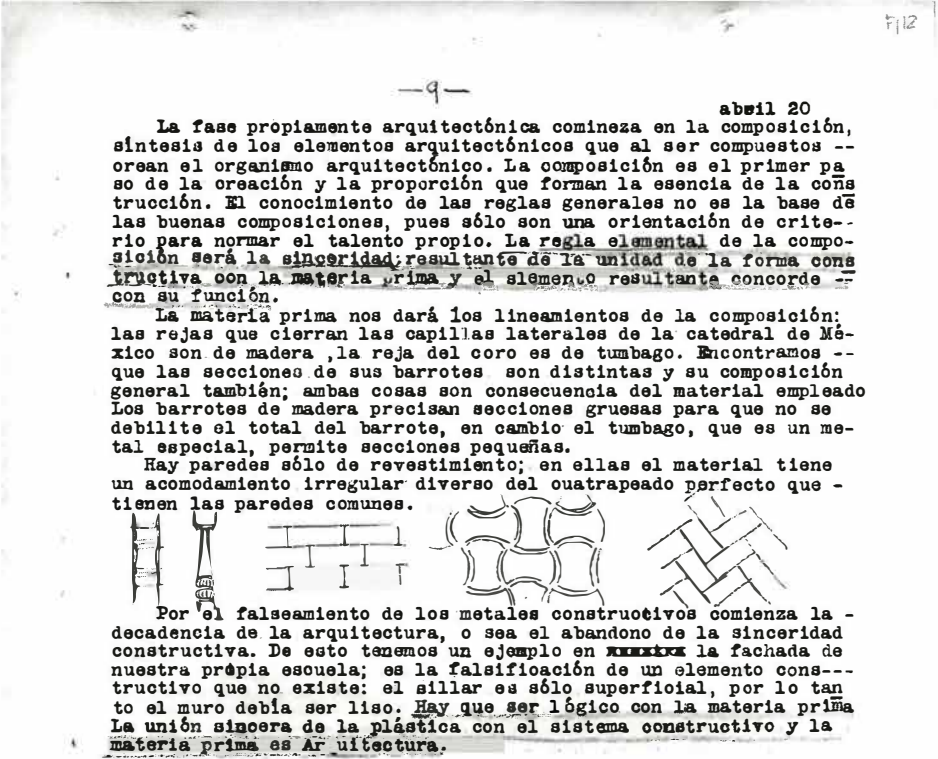 F/12
—9—
abril 20
La fase propiamente arquitectónica comineza en la composición,
síntesis de los elementos arquitectónicos que al ser compuestos --
crean el organismo arquitectónico. La composición es el primer pa
so de la creación y la proporción que forman la esencia de la cons
trucción. El conocimiento de las reglas generales no es la base de
las buenas composiciones, pues sólo son una orientación de crite--
rio para normar el talento propio. La regla elemental de la compo-
sición será la sinceridad; resultante de la unidad de la forma cons
tructiva con la materia prima y el elemento resultante concorde --
con su función.
La materia prima nos dará los lineamientos de la composición:
las rejas que cierran las capillas laterales de la catedral de Mé-
xico son de madera ,la reja del coro es de tumbago. Encontramos --
que las secciones de sus barrotes son distintas y su composición
general también; ambas cosas son consecuencia del material empleado
Los barrotes de madera precisan secciones gruesas para que no se
debilite el total del barrote, en cambio el tumbago, que es un me-
tal especial, permite secciones pequeñas.
Hay paredes sólo de revestimiento; en ellas el material tiene
un acomodamiento irregular diverso del cuatrapeado perfecto que -
tienen las paredes comunes.
Por el falseamiento de los metales constructivos comienza la -
decadencia de la arquitectura, o sea el abandono de la sinceridad
constructiva. De esto tenemos un ejemplo en la fachada de
nuestra própia escuela; es la falsificación de un elemento cons---
tructivo que no existe: el sillar es sólo superficial, por lo tan
to el muro debía ser liso. Hay que ser lógico con la materia prima
La unión sincera de la plástica con el sistema constructivo y la
materia prima es Ar uitectura.